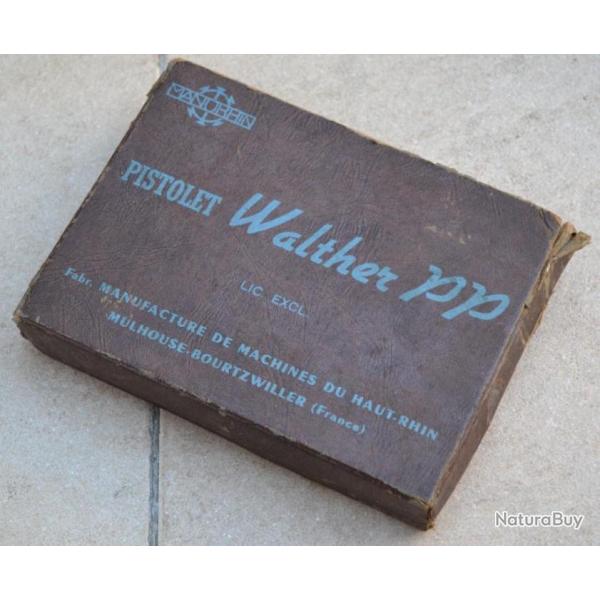 MANURHIN
PISTOLET Walther PP
LIC. EXCL.
Fabr. MANUFACTURE DE MACHINES DU HAUT-RHIN
MULHOUSE-BOURTZWILLER (France)
NaturaBuy